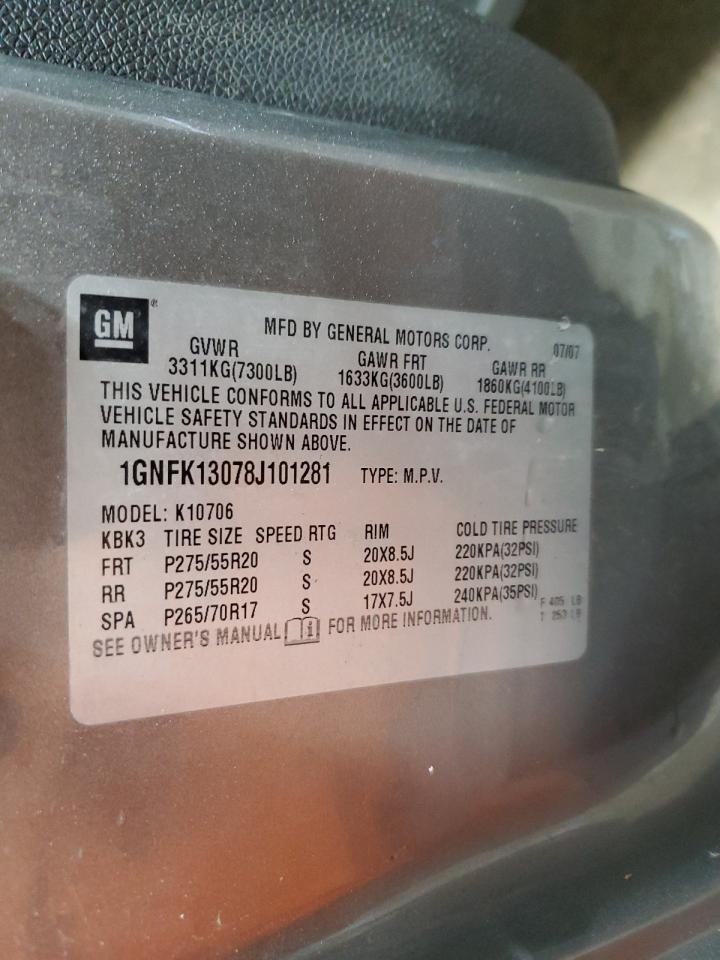 GM®
MFD BY GENERAL MOTORS CORP. 07/07
GVWR GAWR FRT GAWR RR
3311KG(7300LB) 1633KG(3600LB) 1860KG(4100LB)
THIS VEHICLE CONFORMS TO ALL APPLICABLE U.S. FEDERAL MOTOR
VEHICLE SAFETY STANDARDS IN EFFECT ON THE DATE OF
MANUFACTURE SHOWN ABOVE.
1GNFK13078J101281 TYPE: M.P.V.
MODEL: K10706
KBK3 TIRE SIZE SPEED RTG RIM COLD TIRE PRESSURE
FRT P275/55R20 S 20X8.5J 220KPA(32PSI)
RR P275/55R20 S 20X8.5J 220KPA(32PSI)
SPA P265/70R17 S 17X7.5J 240KPA(35PSI)
SEE OWNER'S MANUAL i FOR MORE INFORMATION.
F LB
T LB